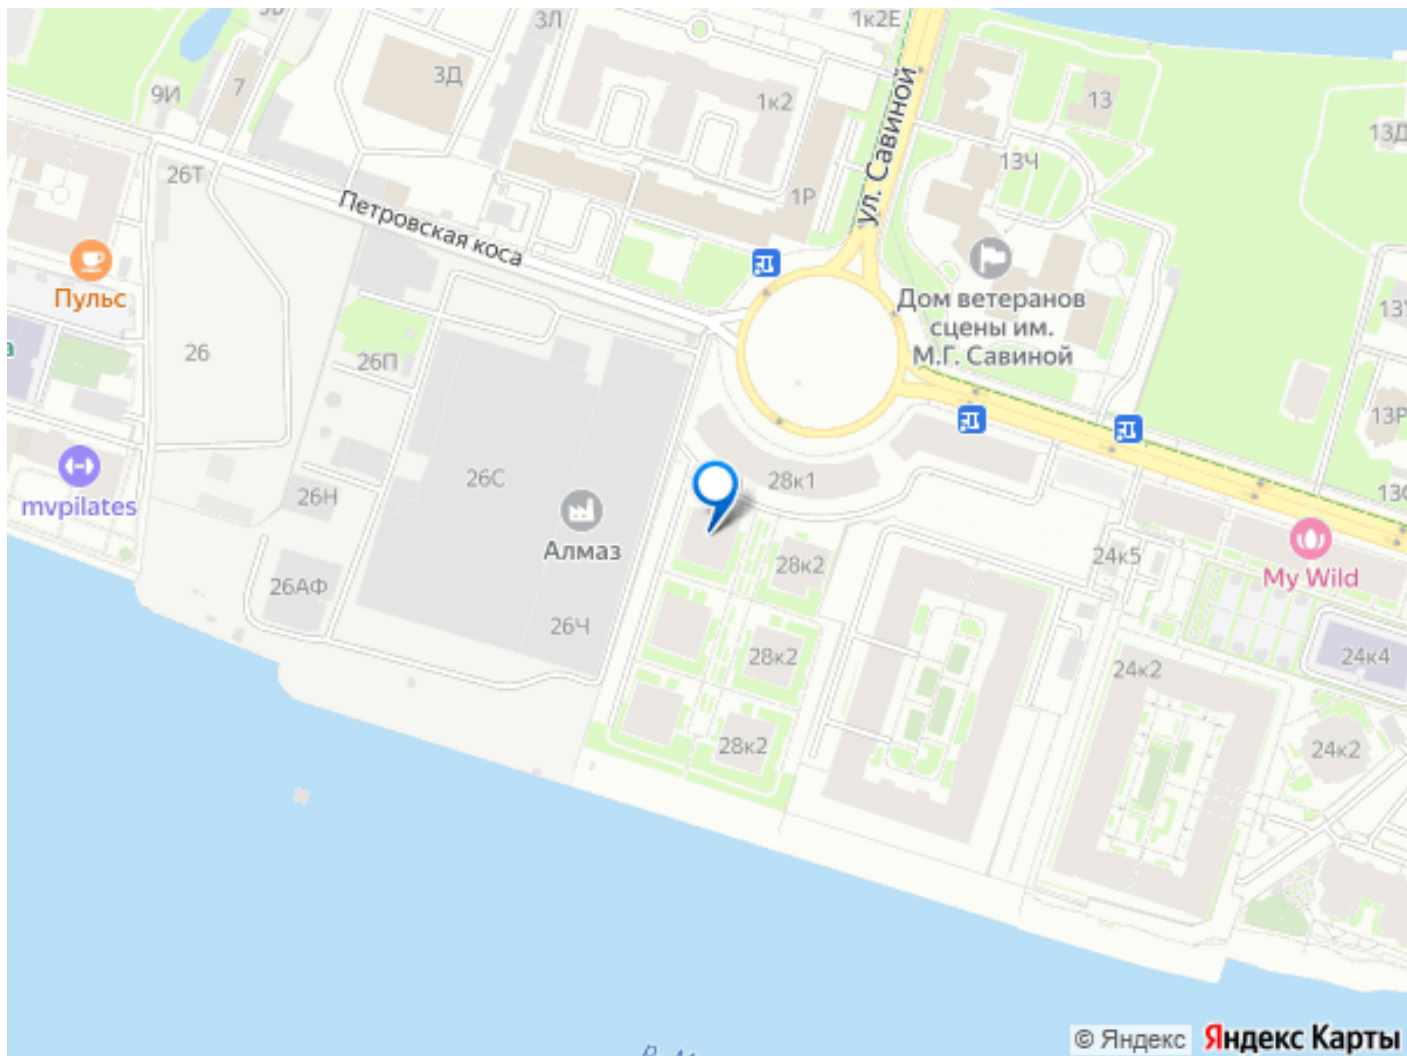 3Л
1к2Е
9И
7
3Д
1к2
13
13Д
26Т
ул. Савиной
13Ч
1Р
Петровская коса
Пульс
Дом ветеранов
сцены им.
М.Г. Савиной
26
26П
13Р
26С
28к1
mvpilates
26Н
Алмаз
28к2
24к5
My Wild
26АФ
26Ч
28к2
24к4
24к2
28к2
24к2
© Яндекс
Яндекс Карты